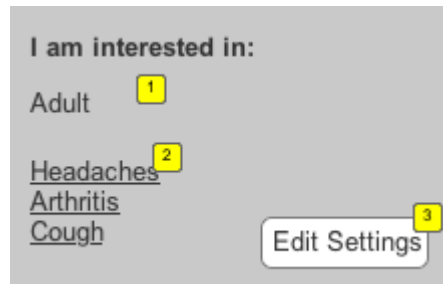 I am interested in:
1
Adult
2
Headaches
Arthritis
Cough
3
Edit Settings